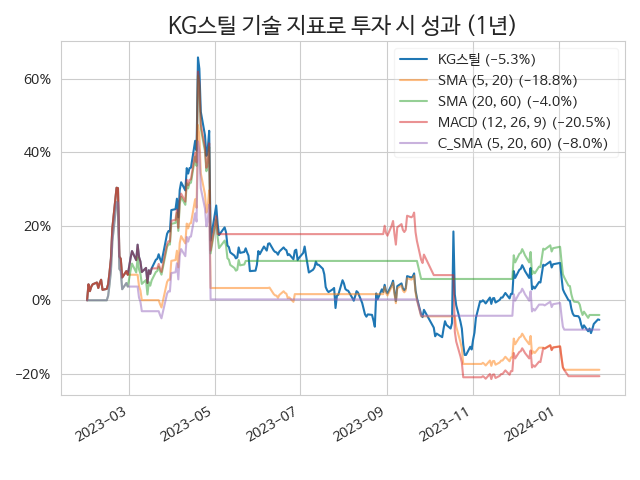 KG스틸 기술 지표로 투자 시 성과 (1년)
KG스틸 (−5.3%)
SMA (5, 20) (−18.8%)
SMA (20, 60) (−4.0%)
MACD (12, 26, 9) (−20.5%)
C_SMA (5, 20, 60) (−8.0%)
60%
40%
20%
0%
−20%
2023−03
2023−05
2023−07
2023−09
2023−11
2024−01